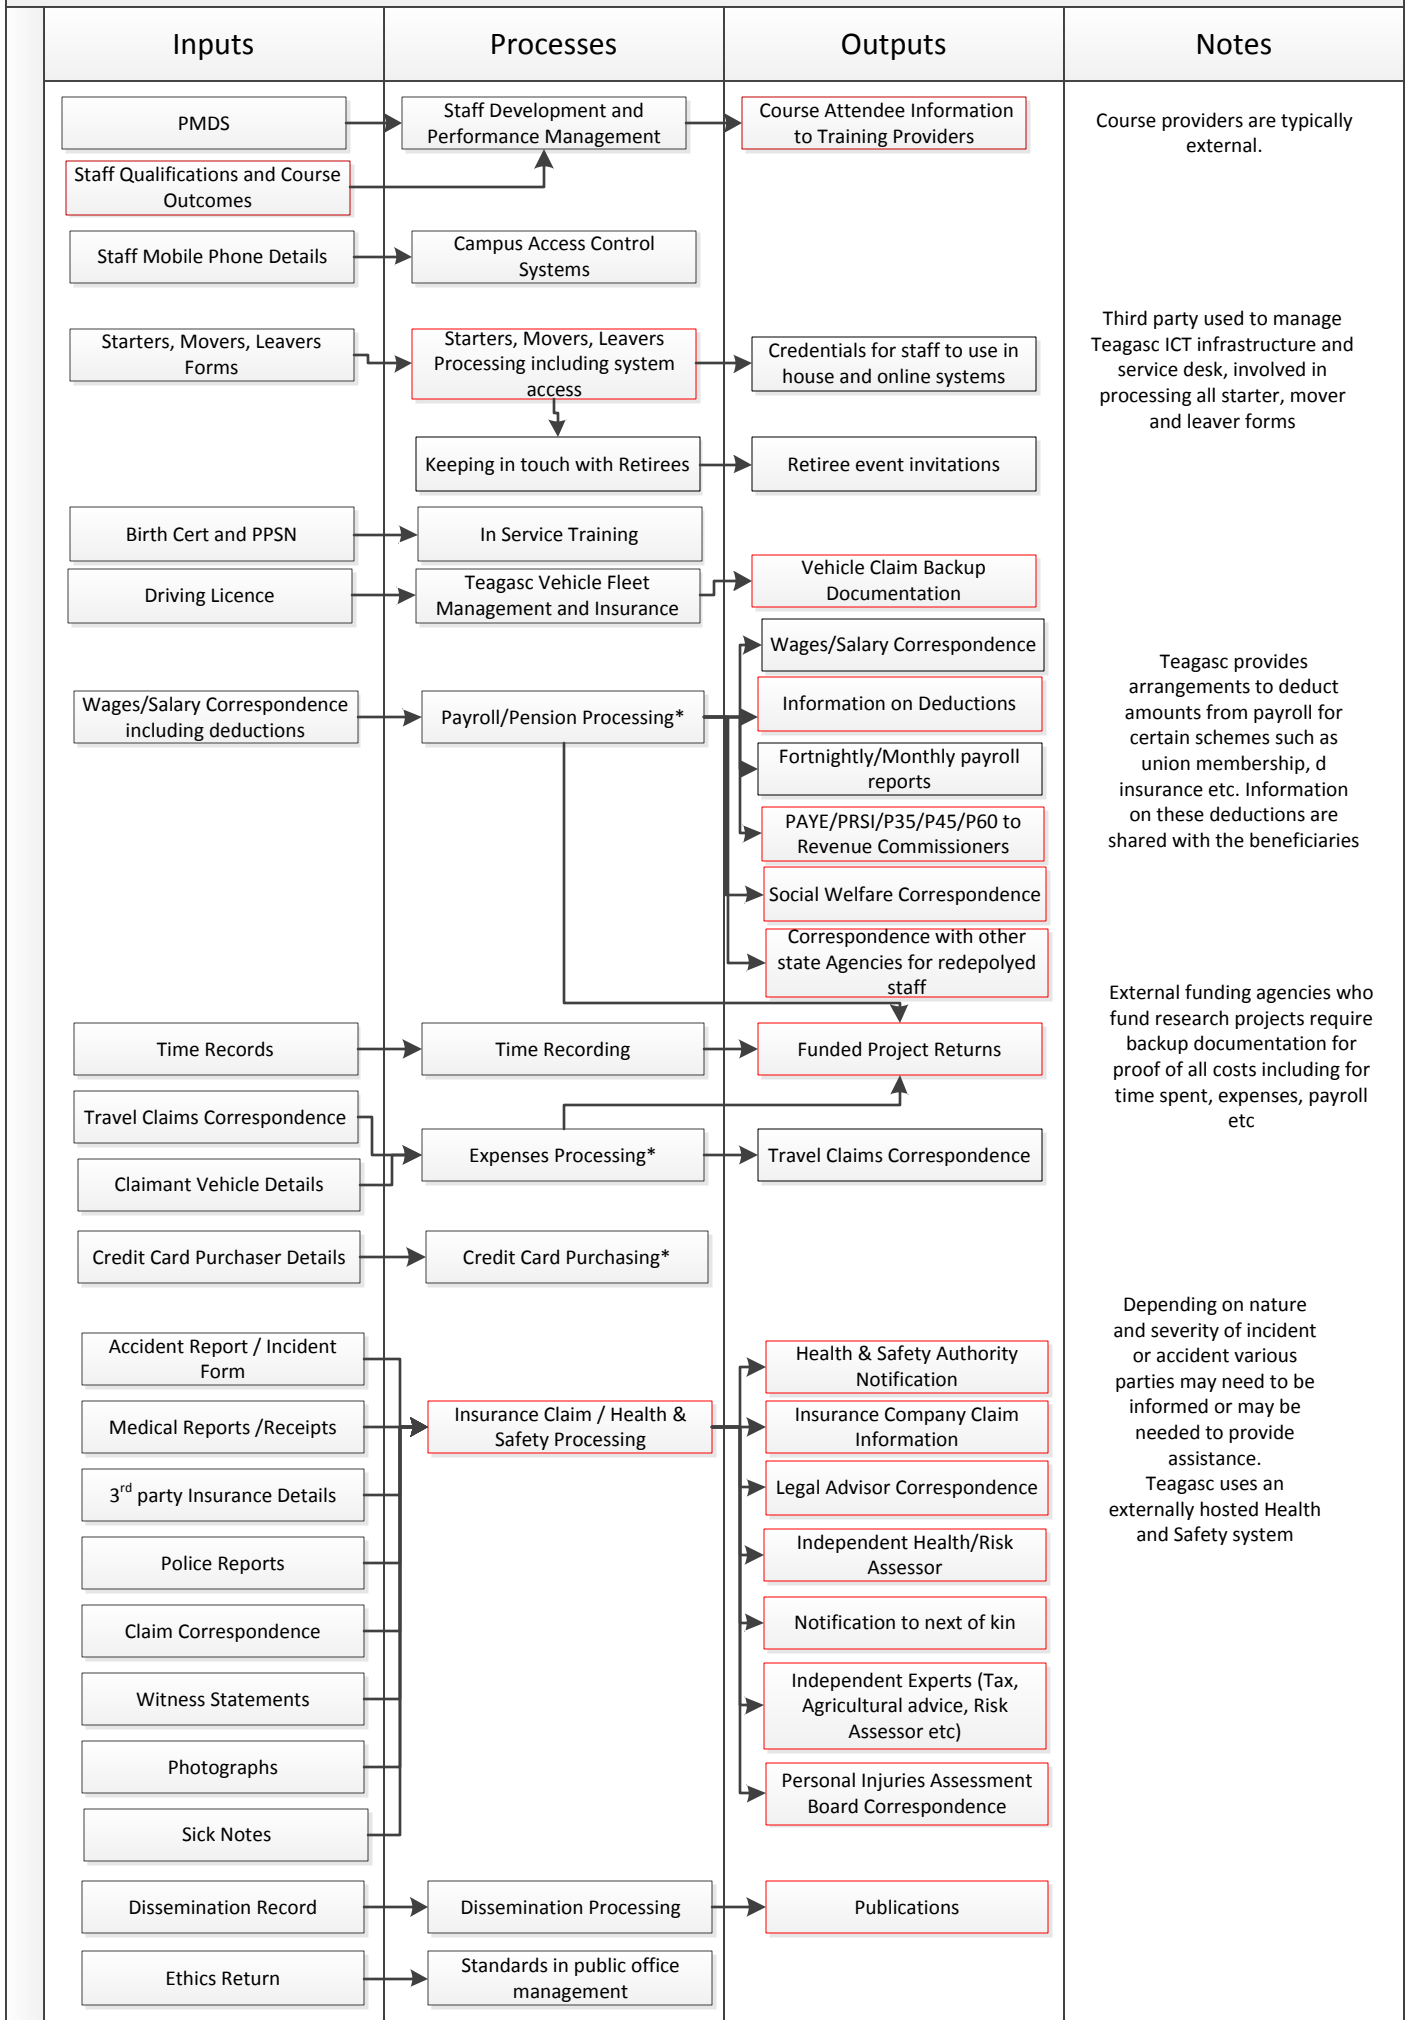 Inputs
Processes
Outputs
Notes
PMDS
Staff Development and
Performance Management
Course Attendee Information
to Training Providers
Course providers are typically
external.
Staff Qualifications and Course
Outcomes
Staff Mobile Phone Details
Campus Access Control
Systems
Starters, Movers, Leavers
Forms
Starters, Movers, Leavers
Processing including system
access
Credentials for staff to use in
house and online systems
Third party used to manage
Teagasc ICT infrastructure and
service desk, involved in
processing all starter, mover
and leaver forms
Keeping in touch with Retirees
Retiree event invitations
Birth Cert and PPSN
In Service Training
Driving Licence
Teagasc Vehicle Fleet
Management and Insurance
Vehicle Claim Backup
Documentation
Wages/Salary Correspondence
including deductions
Payroll/Pension Processing*
Wages/Salary Correspondence
Information on Deductions
Fortnightly/Monthly payroll
reports
PAYE/PRSI/P35/P45/P60 to
Revenue Commissioners
Social Welfare Correspondence
Correspondence with other
state Agencies for redepolyed
staff
Teagasc provides
arrangements to deduct
amounts from payroll for
certain schemes such as
union membership, d
insurance etc. Information
on these deductions are
shared with the beneficiaries
Time Records
Time Recording
Funded Project Returns
External funding agencies who
fund research projects require
backup documentation for
proof of all costs including for
time spent, expenses, payroll
etc
Travel Claims Correspondence
Claimant Vehicle Details
Expenses Processing*
Travel Claims Correspondence
Credit Card Purchaser Details
Credit Card Purchasing*
Accident Report / Incident
Form
Medical Reports /Receipts
3rd party Insurance Details
Police Reports
Claim Correspondence
Witness Statements
Photographs
Sick Notes
Insurance Claim / Health &
Safety Processing
Health & Safety Authority
Notification
Insurance Company Claim
Information
Legal Advisor Correspondence
Independent Health/Risk
Assessor
Notification to next of kin
Independent Experts (Tax,
Agricultural advice, Risk
Assessor etc)
Personal Injuries Assessment
Board Correspondence
Depending on nature
and severity of incident
or accident various
parties may need to be
informed or may be
needed to provide
assistance.
Teagasc uses an
externally hosted Health
and Safety system
Dissemination Record
Dissemination Processing
Publications
Ethics Return
Standards in public office
management